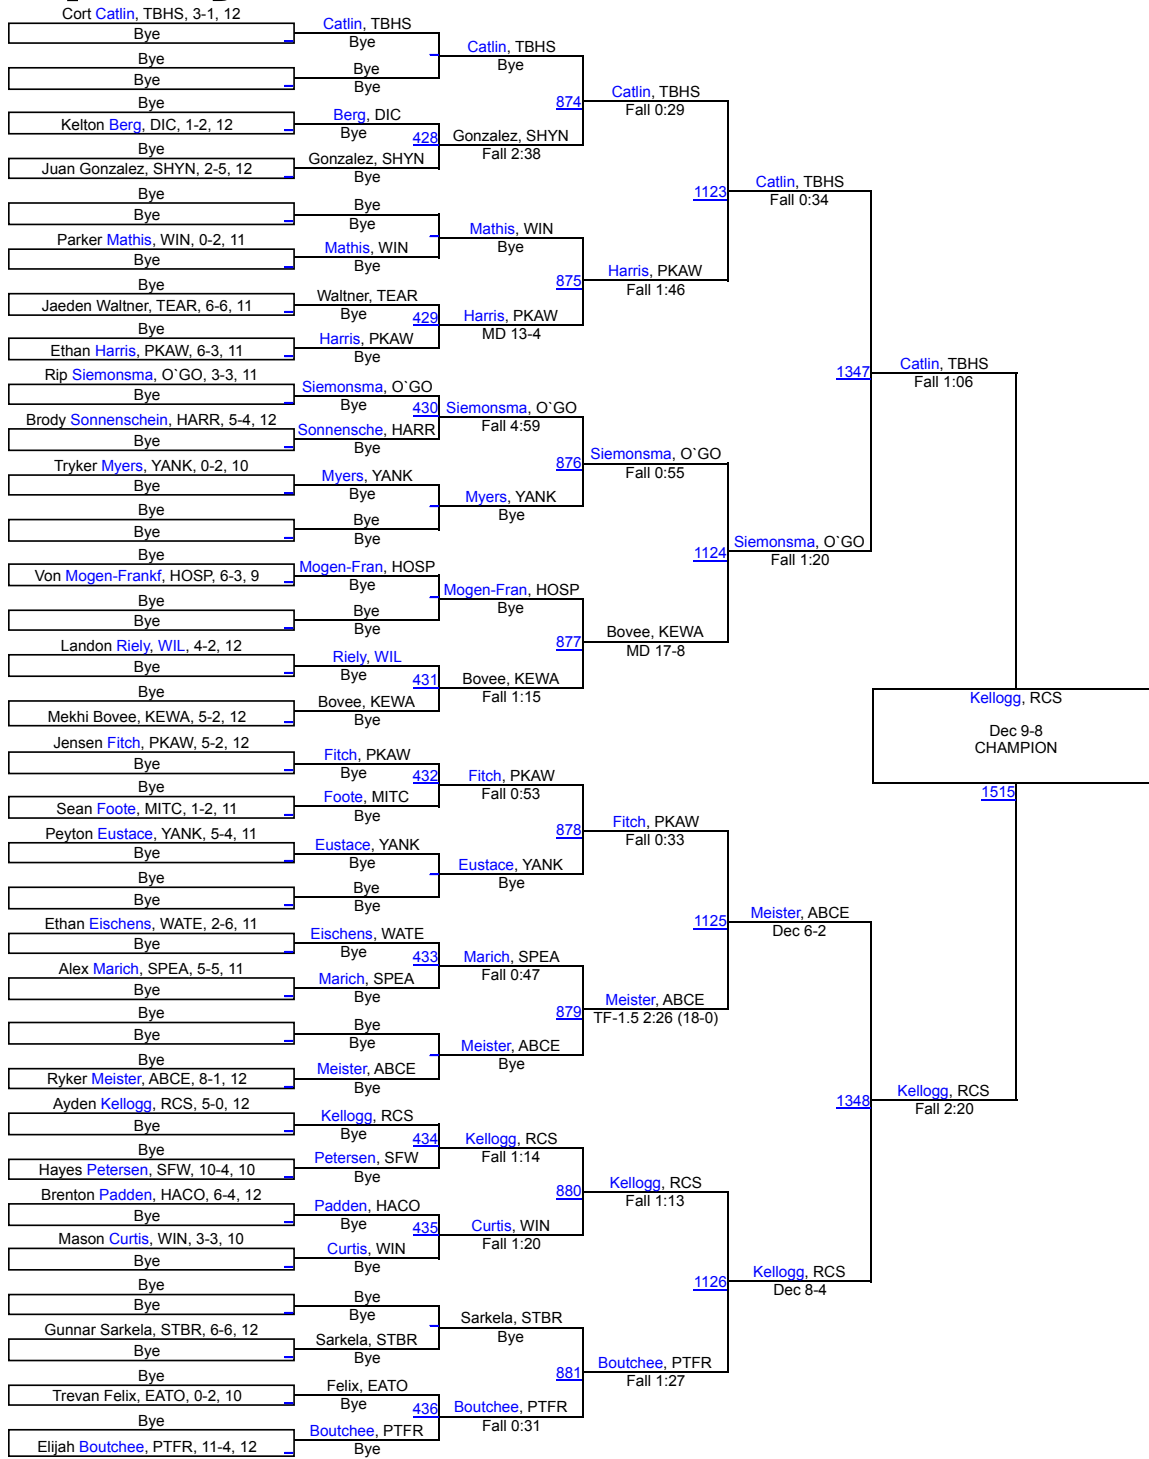 Cort Catlin, TBHS, 3-1, 12
Bye
Bye
Bye
Bye
Kelton Berg, DIC, 1-2, 12
Bye
Juan Gonzalez, SHYN, 2-5, 12
Bye
Bye
Parker Mathis, WIN, 0-2, 11
Bye
Bye
Jaeden Waltner, TEAR, 6-6, 11
Bye
Ethan Harris, PKAW, 6-3, 11
Rip Siemonsma, O`GO, 3-3, 11
Bye
Brody Sonnenschein, HARR, 5-4, 12
Bye
Tryker Myers, YANK, 0-2, 10
Bye
Bye
Bye
Bye
Von Mogen-Frankf, HOSP, 6-3, 9
Bye
Bye
Landon Riely, WIL, 4-2, 12
Bye
Bye
Mekhi Bovee, KEWA, 5-2, 12
Jensen Fitch, PKAW, 5-2, 12
Bye
Bye
Sean Foote, MITC, 1-2, 11
Peyton Eustace, YANK, 5-4, 11
Bye
Bye
Bye
Ethan Eischens, WATE, 2-6, 11
Bye
Alex Marich, SPEA, 5-5, 11
Bye
Bye
Bye
Bye
Ryker Meister, ABCE, 8-1, 12
Ayden Kellogg, RCS, 5-0, 12
Bye
Bye
Hayes Petersen, SFW, 10-4, 10
Brenton Padden, HACO, 6-4, 12
Bye
Mason Curtis, WIN, 3-3, 10
Bye
Bye
Bye
Gunnar Sarkela, STBR, 6-6, 12
Bye
Bye
Trevan Felix, EATO, 0-2, 10
Bye
Elijah Boutchee, PTFR, 11-4, 12
Catlin, TBHS
Bye
Bye
Bye
Berg, DIC
Bye
428
Gonzalez, SHYN
Bye
Bye
Bye
Mathis, WIN
Bye
Waltner, TEAR
Bye
429
Harris, PKAW
Bye
Siemonsma, O`GO
Bye
430
Sonnensche, HARR
Bye
Myers, YANK
Bye
Bye
Bye
Mogen-Fran, HOSP
Bye
Bye
Bye
Riely, WIL
Bye
431
Bovee, KEWA
Bye
Fitch, PKAW
Bye
432
Foote, MITC
Bye
Eustace, YANK
Bye
Bye
Bye
Eischens, WATE
Bye
433
Marich, SPEA
Bye
Bye
Bye
Meister, ABCE
Bye
Kellogg, RCS
Bye
434
Petersen, SFW
Bye
Padden, HACO
Bye
435
Curtis, WIN
Bye
Bye
Bye
Sarkela, STBR
Bye
Felix, EATO
Bye
436
Boutchee, PTFR
Bye
Catlin, TBHS
Bye
874
Gonzalez, SHYN
Fall 2:38
Mathis, WIN
Bye
875
Harris, PKAW
MD 13-4
Siemonsma, O`GO
Fall 4:59
876
Myers, YANK
Bye
Mogen-Fran, HOSP
Bye
877
Bovee, KEWA
Fall 1:15
Fitch, PKAW
Fall 0:53
878
Eustace, YANK
Bye
Marich, SPEA
Fall 0:47
879
Meister, ABCE
Bye
Kellogg, RCS
Fall 1:14
880
Curtis, WIN
Fall 1:20
Sarkela, STBR
Bye
881
Boutchee, PTFR
Fall 0:31
Catlin, TBHS
Fall 0:29
1123
Harris, PKAW
Fall 1:46
Siemonsma, O`GO
Fall 0:55
1124
Bovee, KEWA
MD 17-8
Fitch, PKAW
Fall 0:33
1125
Meister, ABCE
TF-1.5 2:26 (18-0)
Kellogg, RCS
Fall 1:13
1126
Boutchee, PTFR
Fall 1:27
Catlin, TBHS
Fall 0:34
1347
Siemonsma, O`GO
Fall 1:20
Meister, ABCE
Dec 6-2
1348
Kellogg, RCS
Dec 8-4
Catlin, TBHS
Fall 1:06
Kellogg, RCS
Dec 9-8
CHAMPION
1515
Kellogg, RCS
Fall 2:20